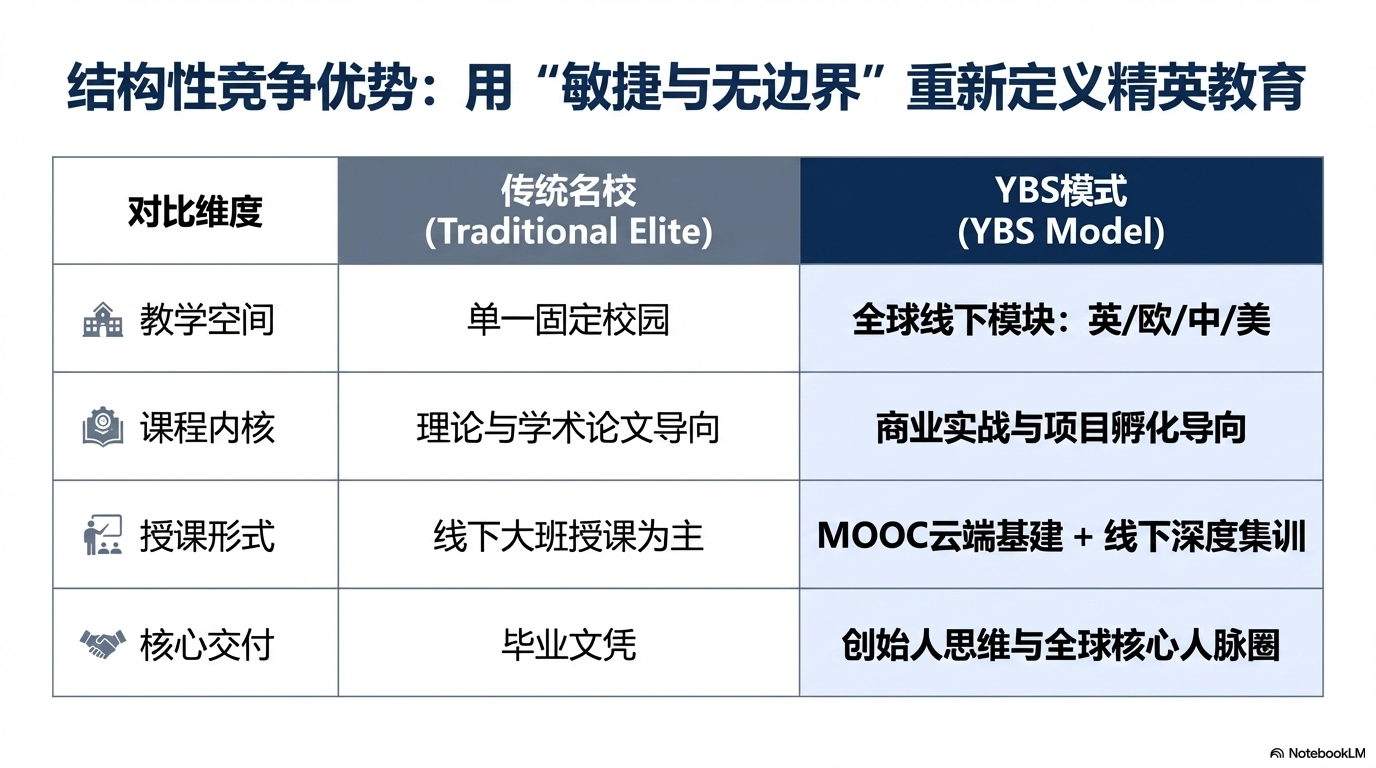 结构性竞争优势：用“敏捷与无边界”重新定义精英教育
对比维度
传统名校
(Traditional Elite)
YBS模式
(YBS Model)
教学空间
单一固定校园
全球线下模块：英/欧/中/美
课程内核
理论与学术论文导向
商业实战与项目孵化导向
授课形式
线下大班授课为主
MOOC云端基建 + 线下深度集训
核心交付
毕业文凭
创始人思维与全球核心人脉圈
NotebookLM